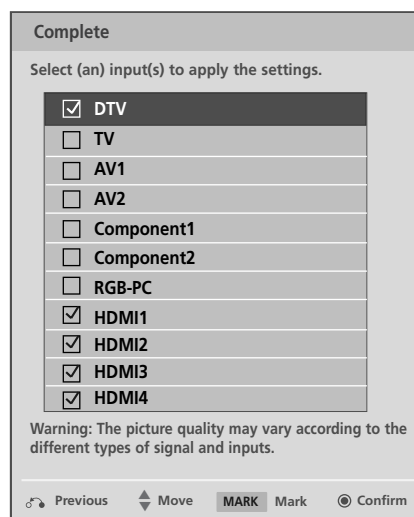 Complete
Select (an) input(s) to apply the settings.
DTV
TV
AV1
AV2
Component1
Component2
RGB-PC
HDMI1
HDMI2
HDMI3
HDMI4
Warning: The picture quality may vary according to the
different types of signal and inputs.
Previous Move MARK Mark Confirm